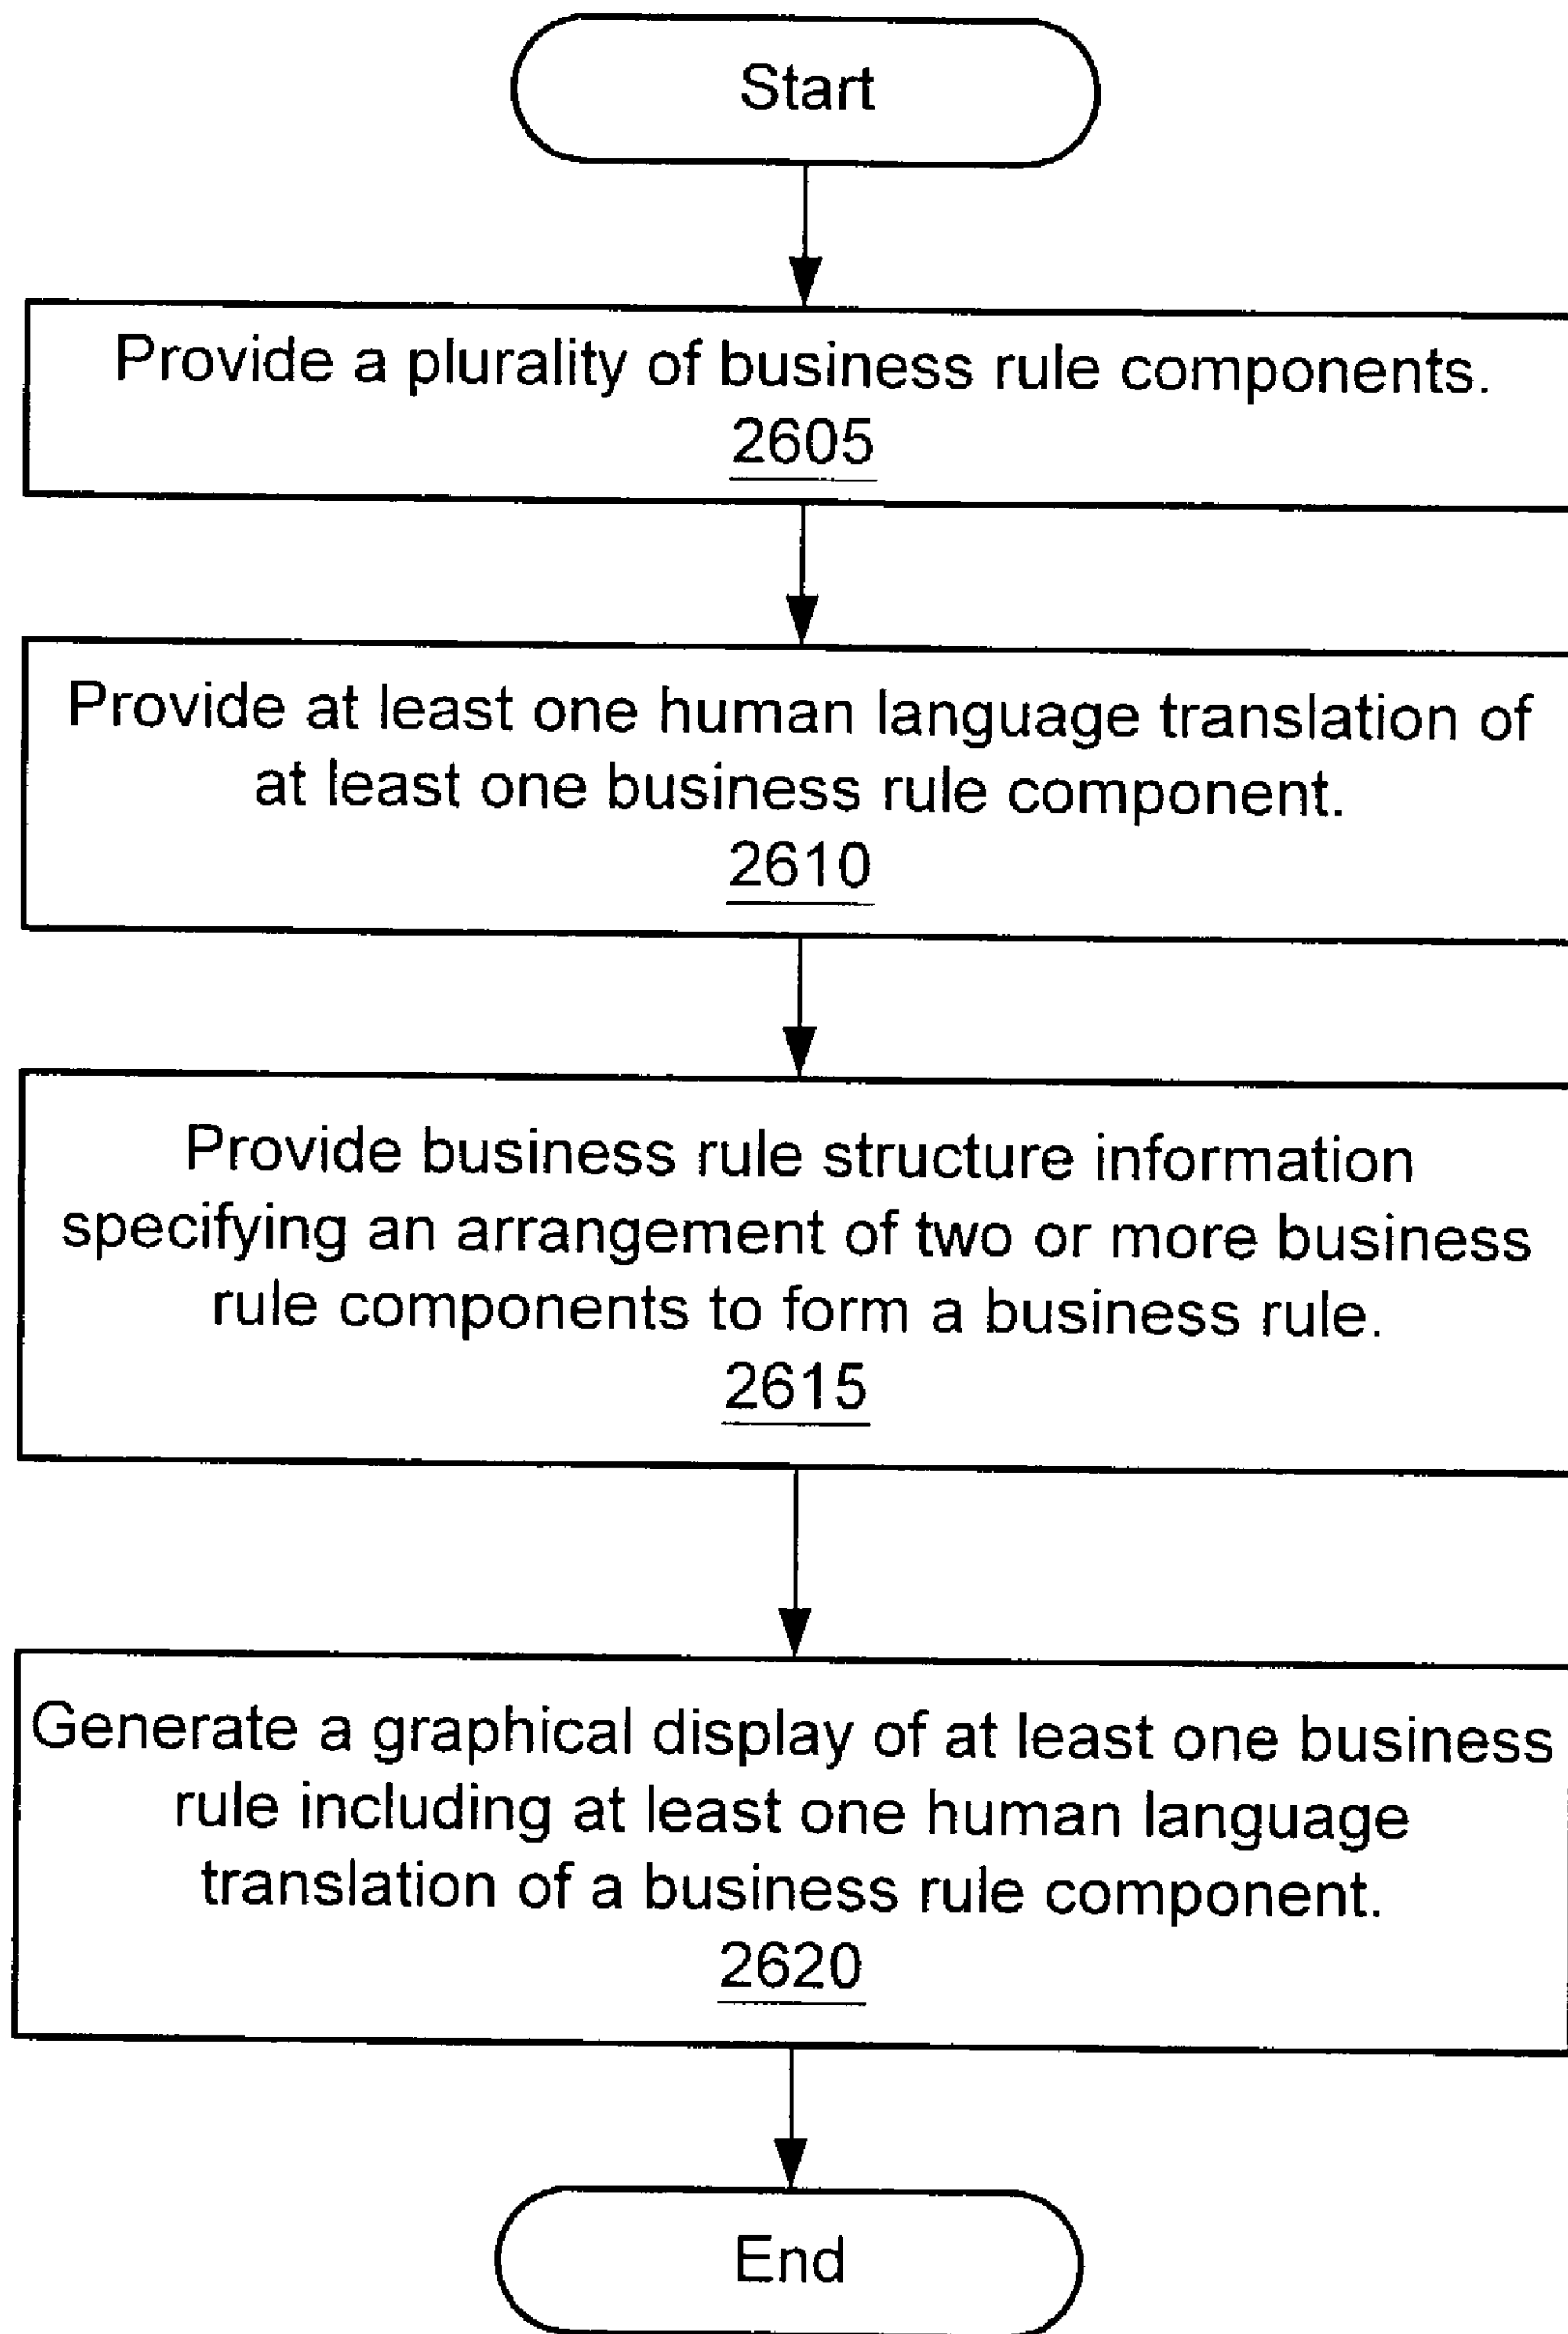 Start
Provide a plurality of business rule components.
2605
Provide at least one human language translation of
at least one business rule component.
2610
Provide business rule structure information
specifying an arrangement of two or more business
rule components to form a business rule.
2615
Generate a graphical display of at least one business
rule including at least one human language
translation of a business rule component.
2620
End